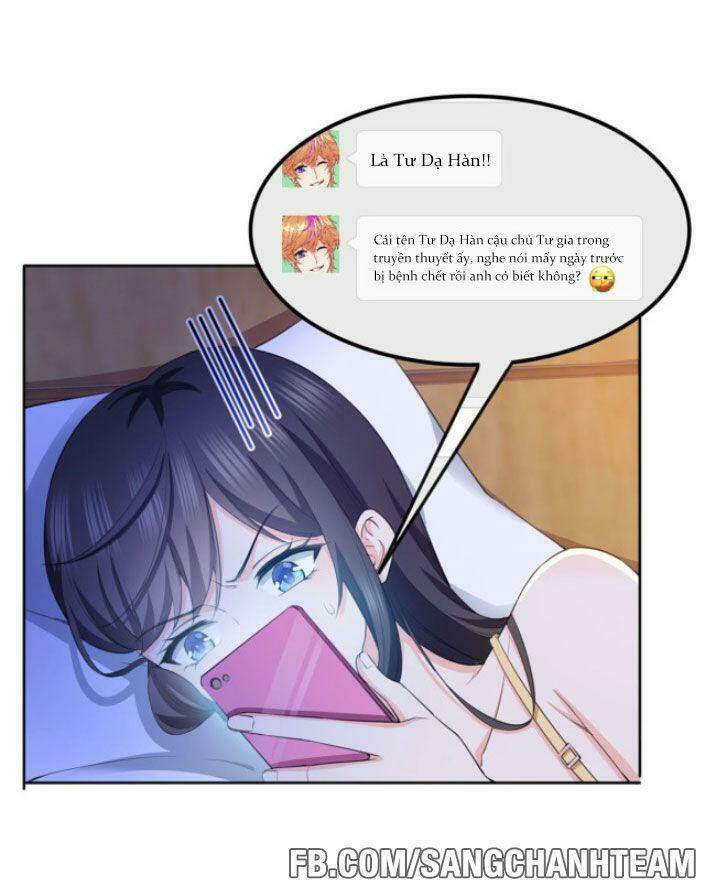 Là Tư Dạ Hàn!!
Cái tên Tư Dạ Hàn cậu chủ Tư gia trong
truyền thuyết ấy, nghe nói mấy ngày trước
bị bệnh chết rồi anh có biết không?
FB.COM/SANGCHANHTEAM